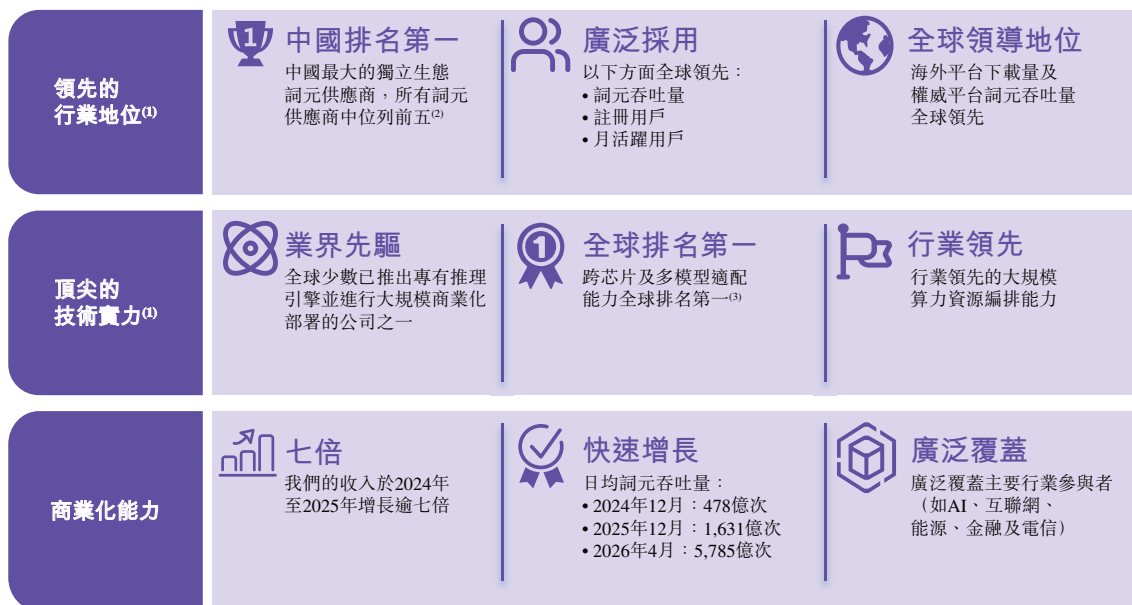 領先的
行業地位(1)
1
中國排名第一
中國最大的獨立生態
詞元供應商，所有詞元
供應商中位列前五(2)
廣泛採用
以下方面全球領先：
• 詞元吞吐量
• 註冊用戶
• 月活躍用戶
全球領導地位
海外平台下載量及
權威平台詞元吞吐量
全球領先
頂尖的
技術實力(1)
業界先驅
全球少數已推出專有推理
引擎並進行大規模商業化
部署的公司之一
1
全球排名第一
跨芯片及多模型適配
能力全球排名第一(3)
行業領先
行業領先的大規模
算力資源編排能力
商業化能力
七倍
我們的收入於2024年
至2025年增長逾七倍
快速增長
日均詞元吞吐量：
• 2024年12月：478億次
• 2025年12月：1,631億次
• 2026年4月：5,785億次
廣泛覆蓋
廣泛覆蓋主要行業參與者
（如AI、互聯網、
能源、金融及電信）